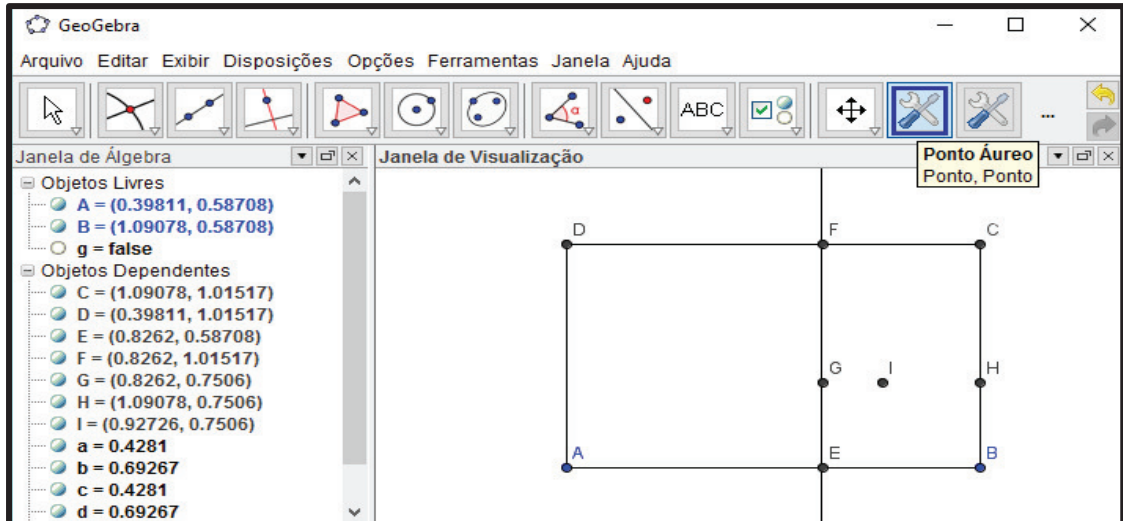 GeoGebra
Arquivo Editar Exibir Disposições Opções Ferramentas Janela Ajuda
α
ABC
...
Janela de Álgebra
Janela de Visualização
Ponto Áureo
Ponto, Ponto
Objetos Livres
A = (0.39811, 0.58708)
B = (1.09078, 0.58708)
g = false
Objetos Dependentes
C = (1.09078, 1.01517)
D = (0.39811, 1.01517)
E = (0.8262, 0.58708)
F = (0.8262, 1.01517)
G = (0.8262, 0.7506)
H = (1.09078, 0.7506)
I = (0.92726, 0.7506)
a = 0.4281
b = 0.69267
c = 0.4281
d = 0.69267
D F C
G I H
A E B